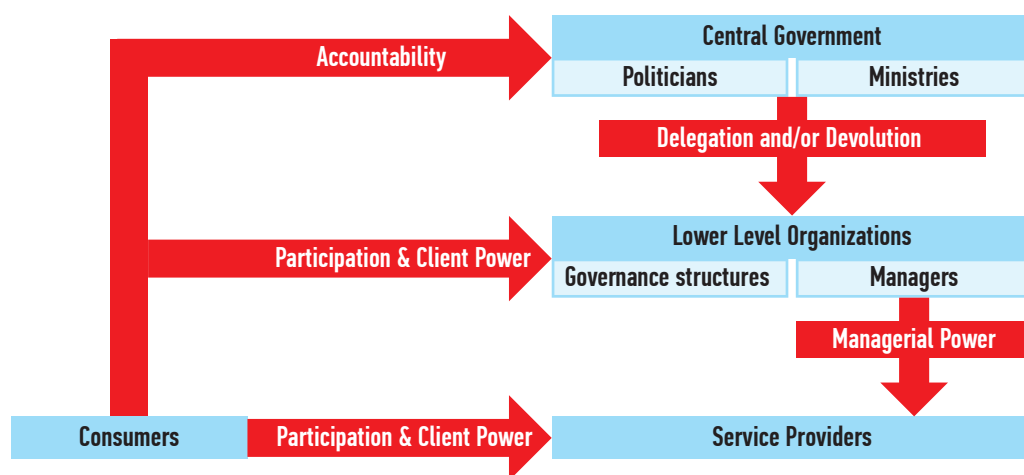 Accountability
Central Government
Politicians
Ministries
Delegation and/or Devolution
Participation & Client Power
Lower Level Organizations
Governance structures
Managers
Managerial Power
Consumers
Participation & Client Power
Service Providers